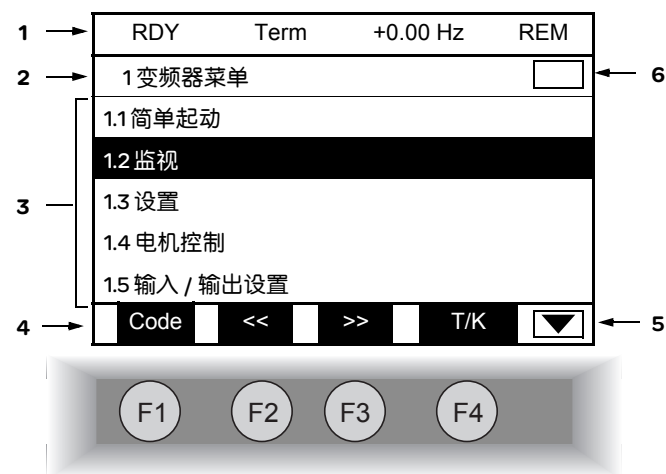 1 RDY Term +0.00 Hz REM
2 1 变频器菜单 6
1.1 简单起动
1.2 监视
3 1.3 设置
1.4 电机控制
1.5 输入 / 输出设置
4 Code << >> T/K 5
F1 F2 F3 F4